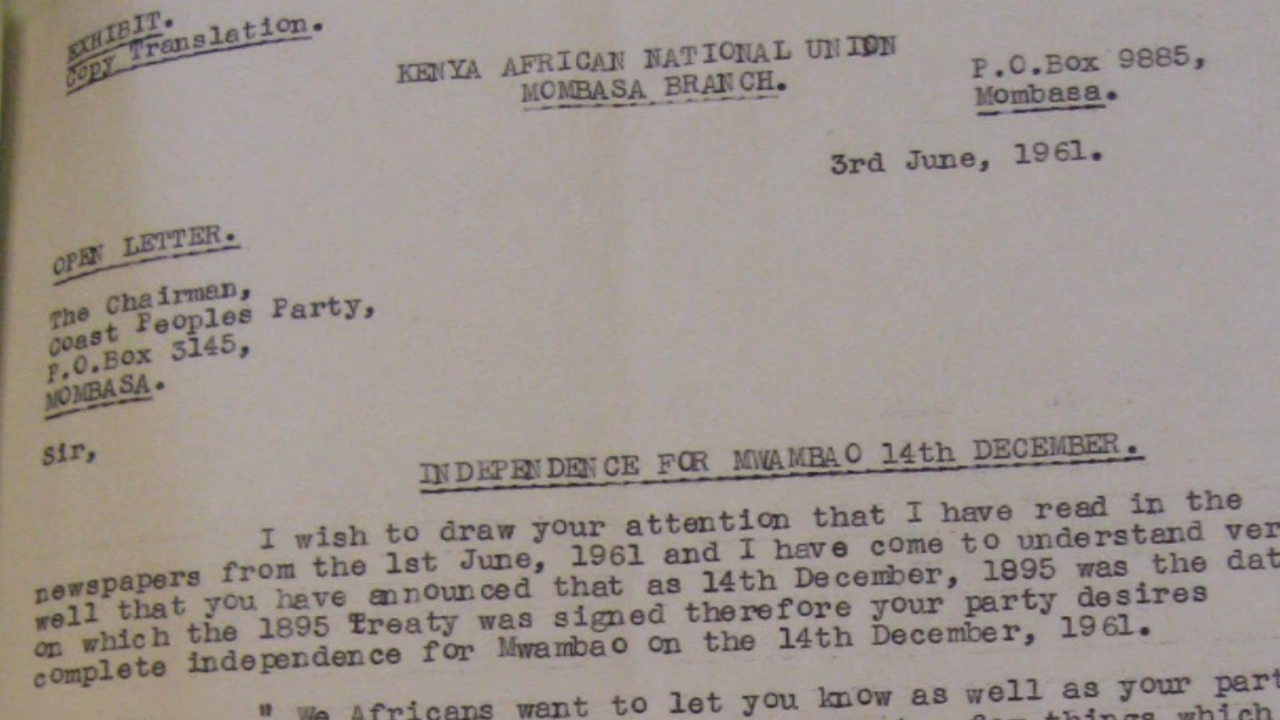 EXHIBIT.
Copy Translation.
KENYA AFRICAN NATIONAL UNION
MOMBASA BRANCH.
P.O.Box 9885,
Mombasa.
3rd June, 1961.
OPEN LETTER.
The Chairman,
Coast Peoples Party,
P.O.Box 3145,
MOMBASA.
Sir,
INDEPENDENCE FOR MWAMBAO 14th DECEMBER.
I wish to draw your attention that I have read in the
newspapers from the 1st June, 1961 and I have come to understand ver
well that you have announced that as 14th December, 1895 was the dat
on which the 1895 Treaty was signed therefore your party desires
complete independence for Mwambao on the 14th December, 1961.
" We Africans want to let you know as well as your part
things which